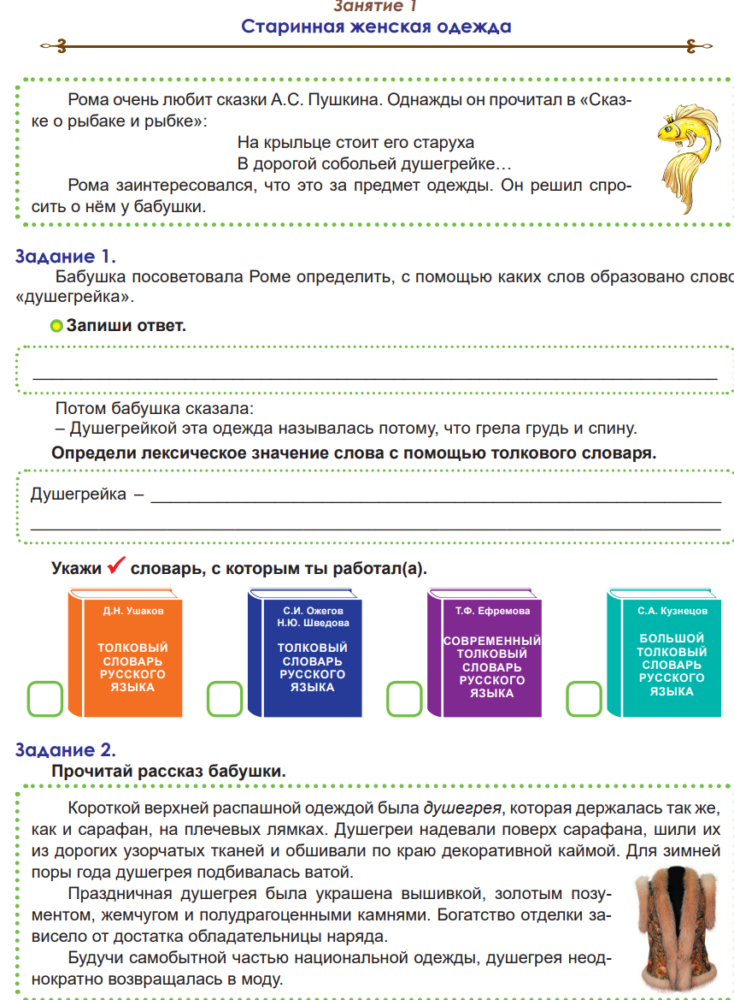 Занятие 1
Старинная женская одежда
Рома очень любит сказки А.С. Пушкина. Однажды он прочитал в «Сказ-
ке о рыбаке и рыбке»:
На крыльце стоит его старуха
В дорогой собольей душегрейке…
Рома заинтересовался, что это за предмет одежды. Он решил спро-
сить о нём у бабушки.
Задание 1.
Бабушка посоветовала Роме определить, с помощью каких слов образовано слово
«душегрейка».
Запиши ответ.
Потом бабушка сказала:
– Душегрейкой эта одежда называлась потому, что грела грудь и спину.
Определи лексическое значение слова с помощью толкового словаря.
Душегрейка –
Укажи словарь, с которым ты работал(а).
Д.Н. Ушаков
ТОЛКОВЫЙ
СЛОВАРЬ
РУССКОГО
ЯЗЫКА
С.И. Ожегов
Н.Ю. Шведова
ТОЛКОВЫЙ
СЛОВАРЬ
РУССКОГО
ЯЗЫКА
Т.Ф. Ефремова
СОВРЕМЕННЫЙ
ТОЛКОВЫЙ
СЛОВАРЬ
РУССКОГО
ЯЗЫКА
С.А. Кузнецов
БОЛЬШОЙ
ТОЛКОВЫЙ
СЛОВАРЬ
РУССКОГО
ЯЗЫКА
Задание 2.
Прочитай рассказ бабушки.
Короткой верхней распашной одеждой была душегрея, которая держалась так же,
как и сарафан, на плечевых лямках. Душегреи надевали поверх сарафана, шили их
из дорогих узорчатых тканей и обшивали по краю декоративной каймой. Для зимней
поры года душегрея подбивалась ватой.
Праздничная душегрея была украшена вышивкой, золотым позу-
ментом, жемчугом и полудрагоценными камнями. Богатство отделки за-
висело от достатка обладательницы наряда.
Будучи самобытной частью национальной одежды, душегрея неод-
нократно возвращалась в моду.